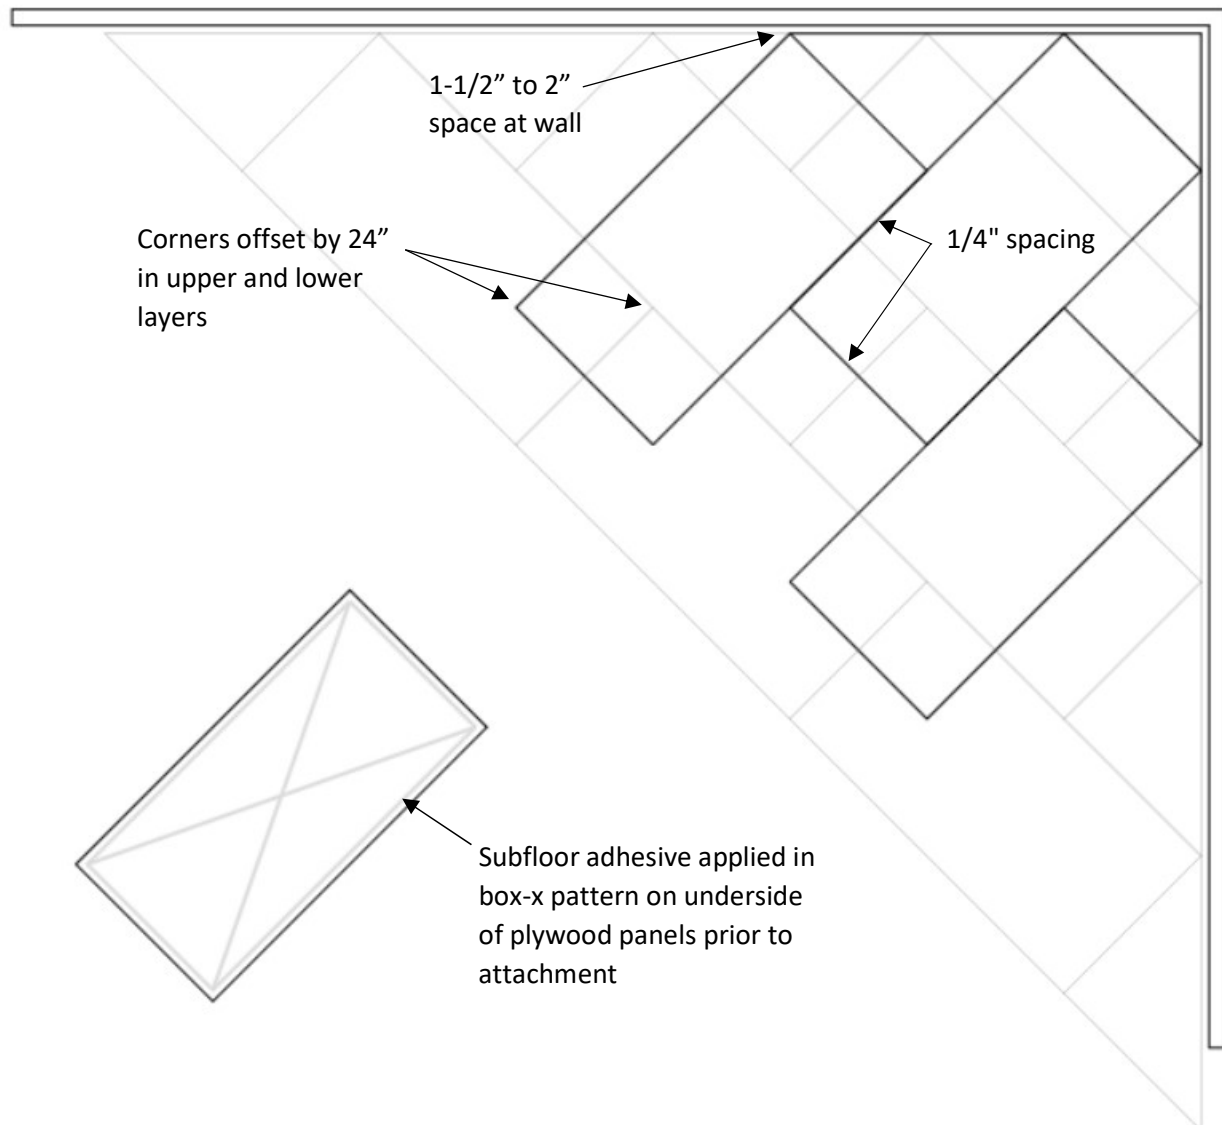 1-1/2” to 2”
space at wall
Corners offset by 24”
in upper and lower
layers
1/4" spacing
Subfloor adhesive applied in
box-x pattern on underside
of plywood panels prior to
attachment